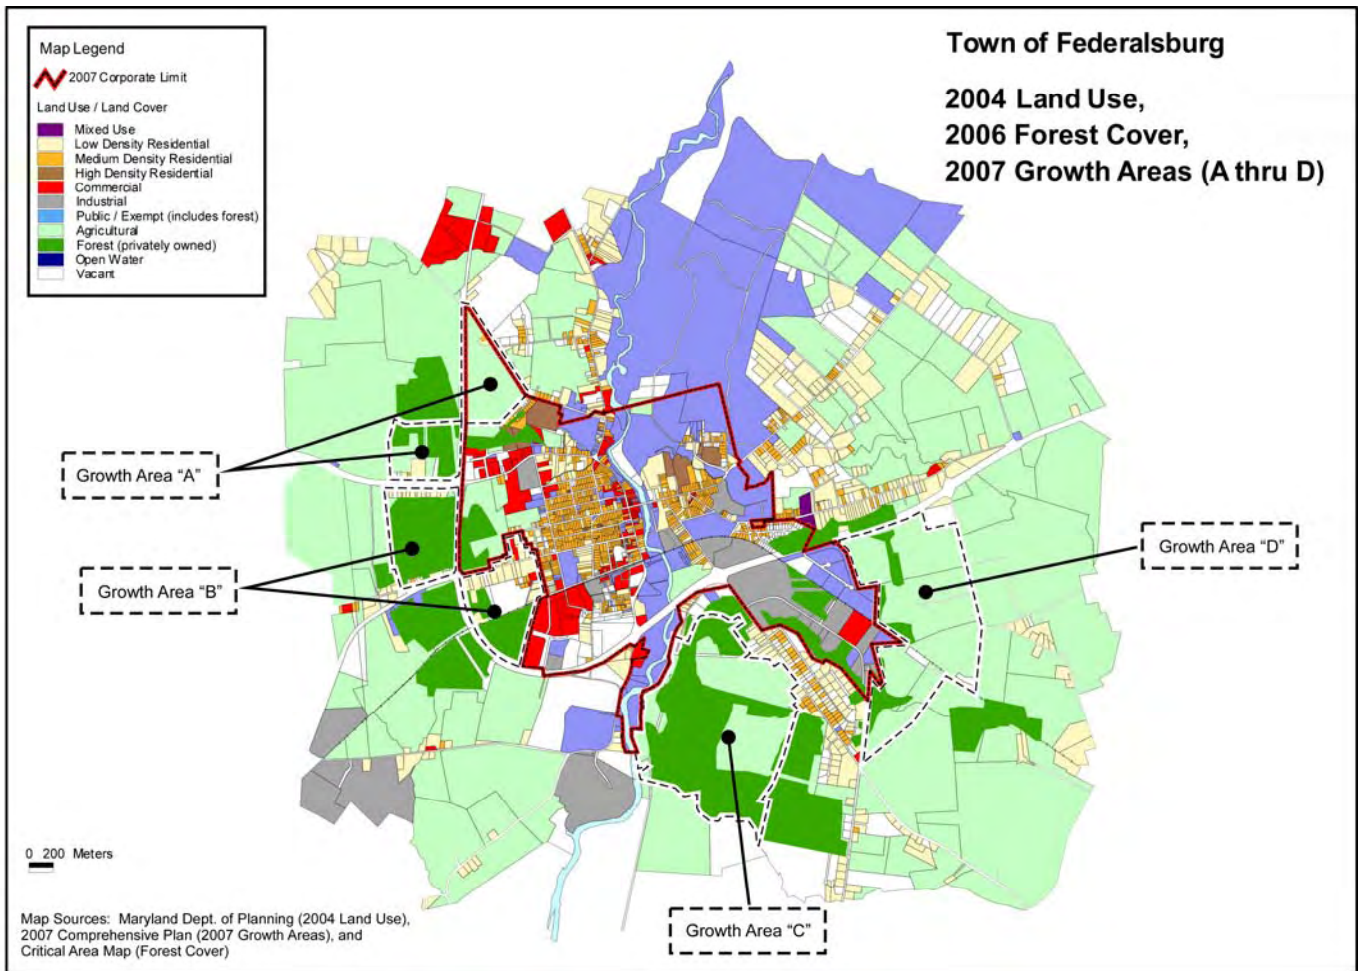 Map Legend
2007 Corporate Limit
Land Use / Land Cover
Mixed Use
Low Density Residential
Medium Density Residential
High Density Residential
Commercial
Industrial
Public / Exempt (includes forest)
Agricultural
Forest (privately owned)
Open Water
Vacant
Town of Federalsburg
2004 Land Use,
2006 Forest Cover,
2007 Growth Areas (A thru D)
Growth Area “A”
Growth Area “B”
Growth Area “D”
Growth Area “C”
0 200 Meters
Map Sources: Maryland Dept. of Planning (2004 Land Use),
2007 Comprehensive Plan (2007 Growth Areas), and
Critical Area Map (Forest Cover)